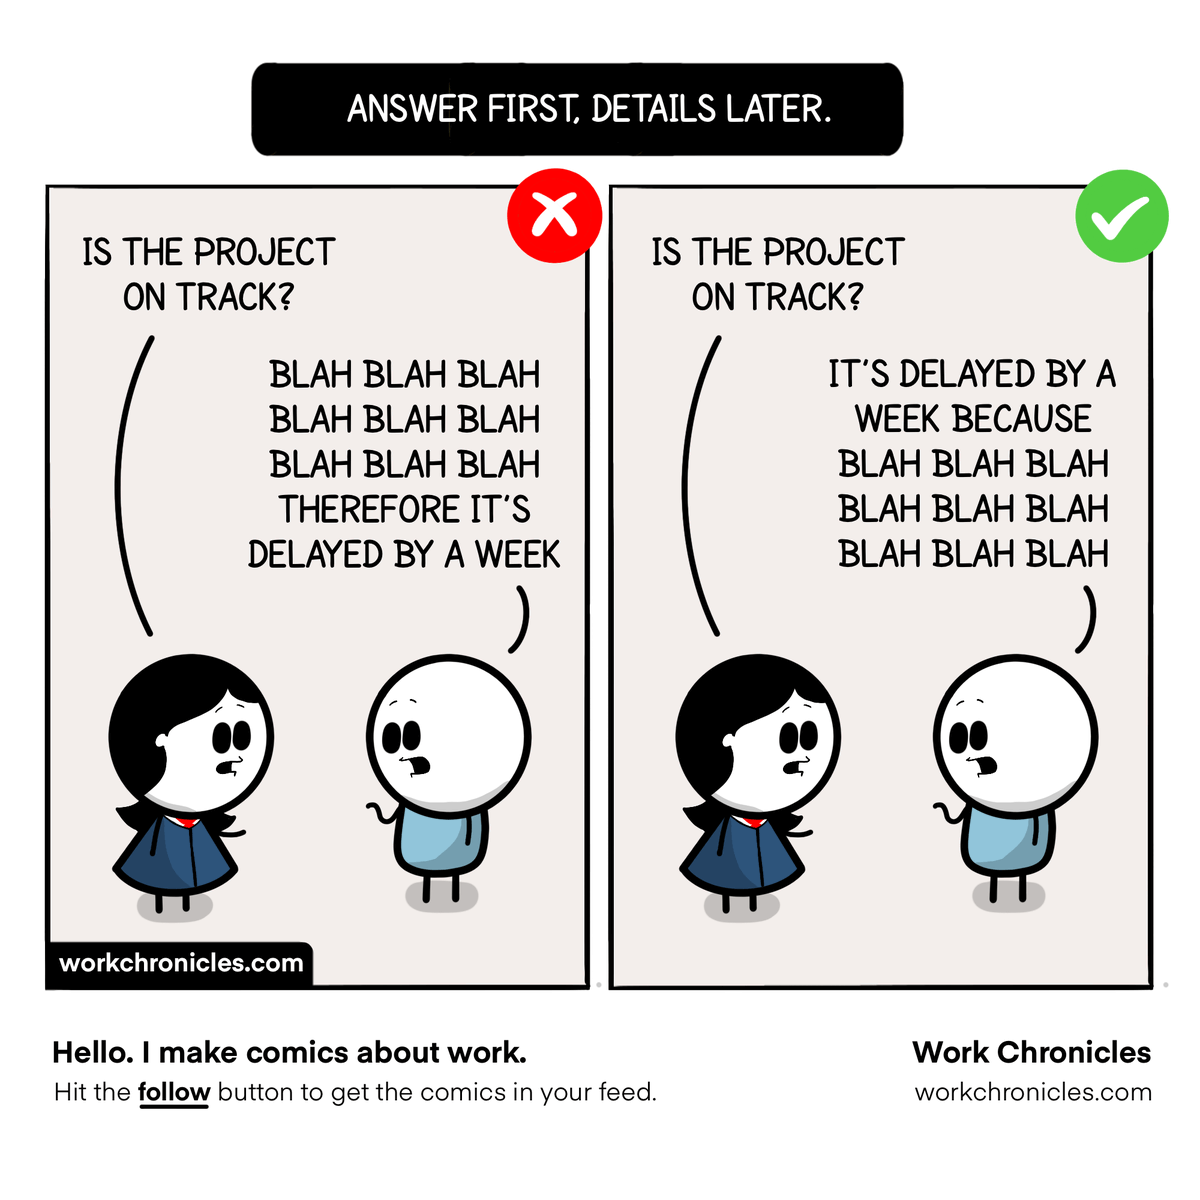 ANSWER FIRST, DETAILS LATER.
IS THE PROJECT
ON TRACK?
BLAH BLAH BLAH
BLAH BLAH BLAH
BLAH BLAH BLAH
THEREFORE IT'S
DELAYED BY A WEEK
workchronicles.com
IS THE PROJECT
ON TRACK?
IT'S DELAYED BY A
WEEK BECAUSE
BLAH BLAH BLAH
BLAH BLAH BLAH
BLAH BLAH BLAH
Hello. I make comics about work.
Hit the follow button to get the comics in your feed.
Work Chronicles
workchronicles.com